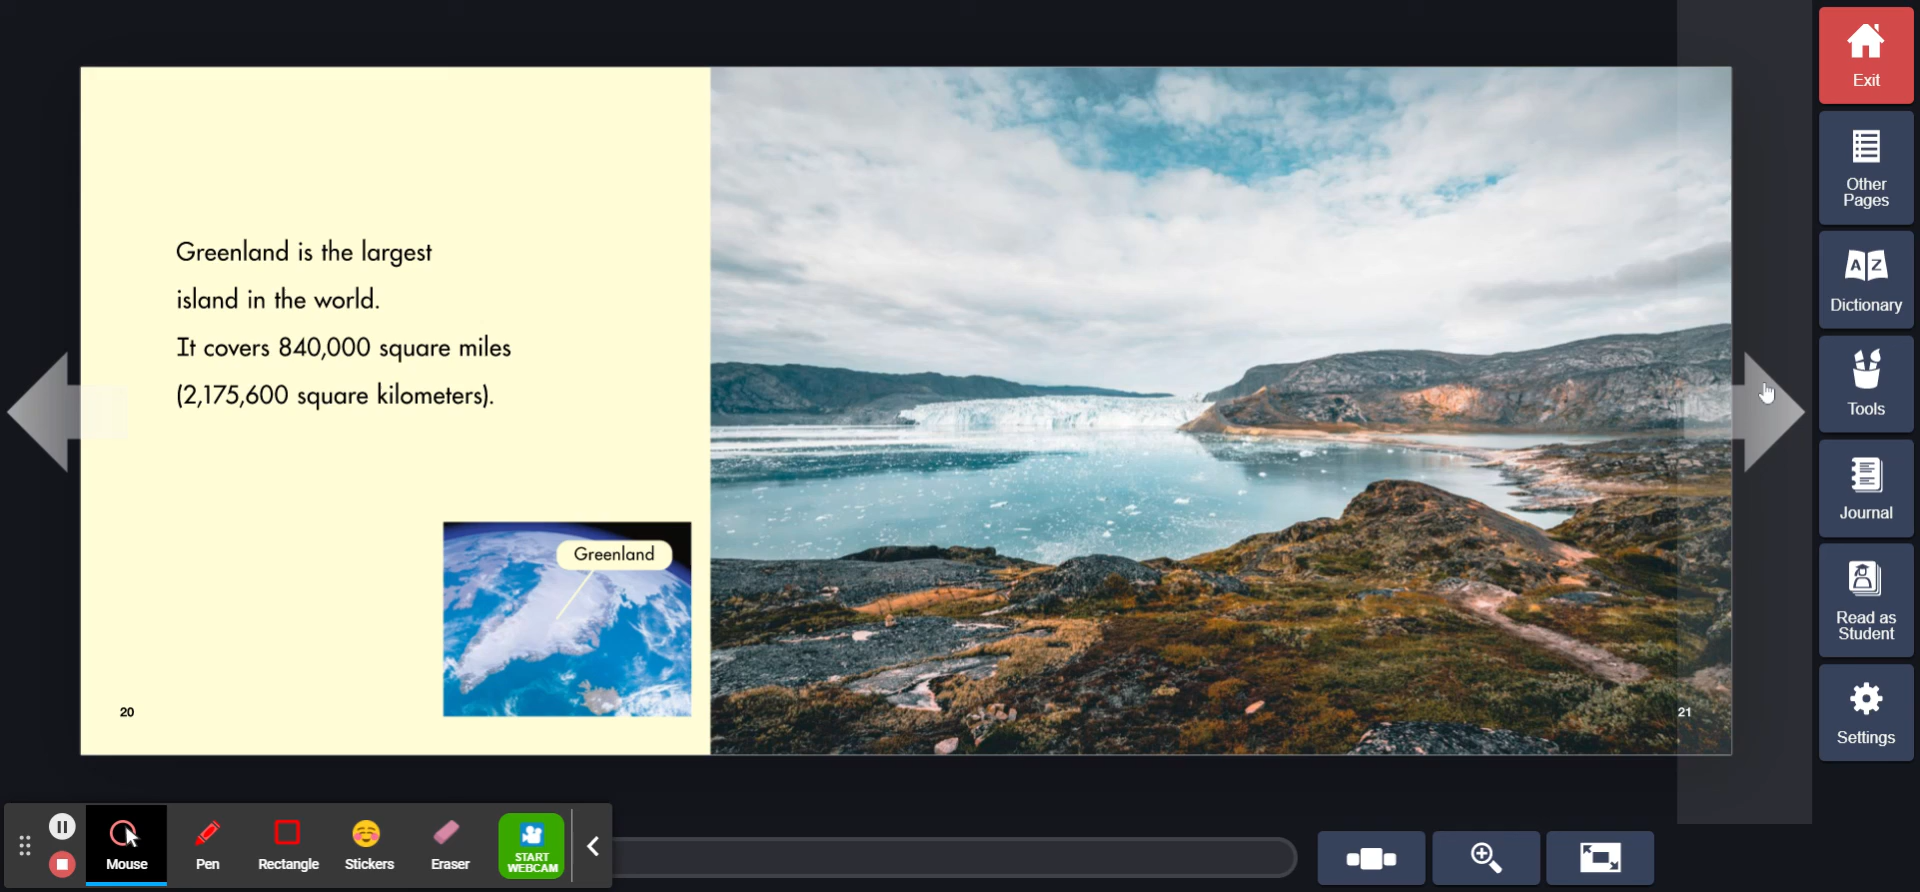 Greenland is the largest
island in the world.
It covers 840,000 square miles
(2,175,600 square kilometers).
Greenland
20
21
Exit
Other
Pages
A Z
Dictionary
Tools
Journal
Read as
Student
Settings
Mouse
Pen
Rectangle
Stickers
Eraser
START
WEBCAM